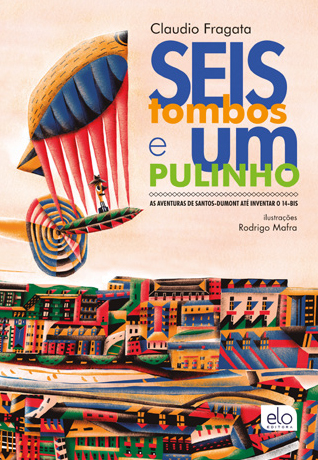 Claudio Fragata
SEIS
tombos
e um
PULINHO
AS AVENTURAS DE SANTOS-DUMONT ATÉ INVENTAR O 14-BIS
ilustrações
Rodrigo Mafra
elo
EDITORA